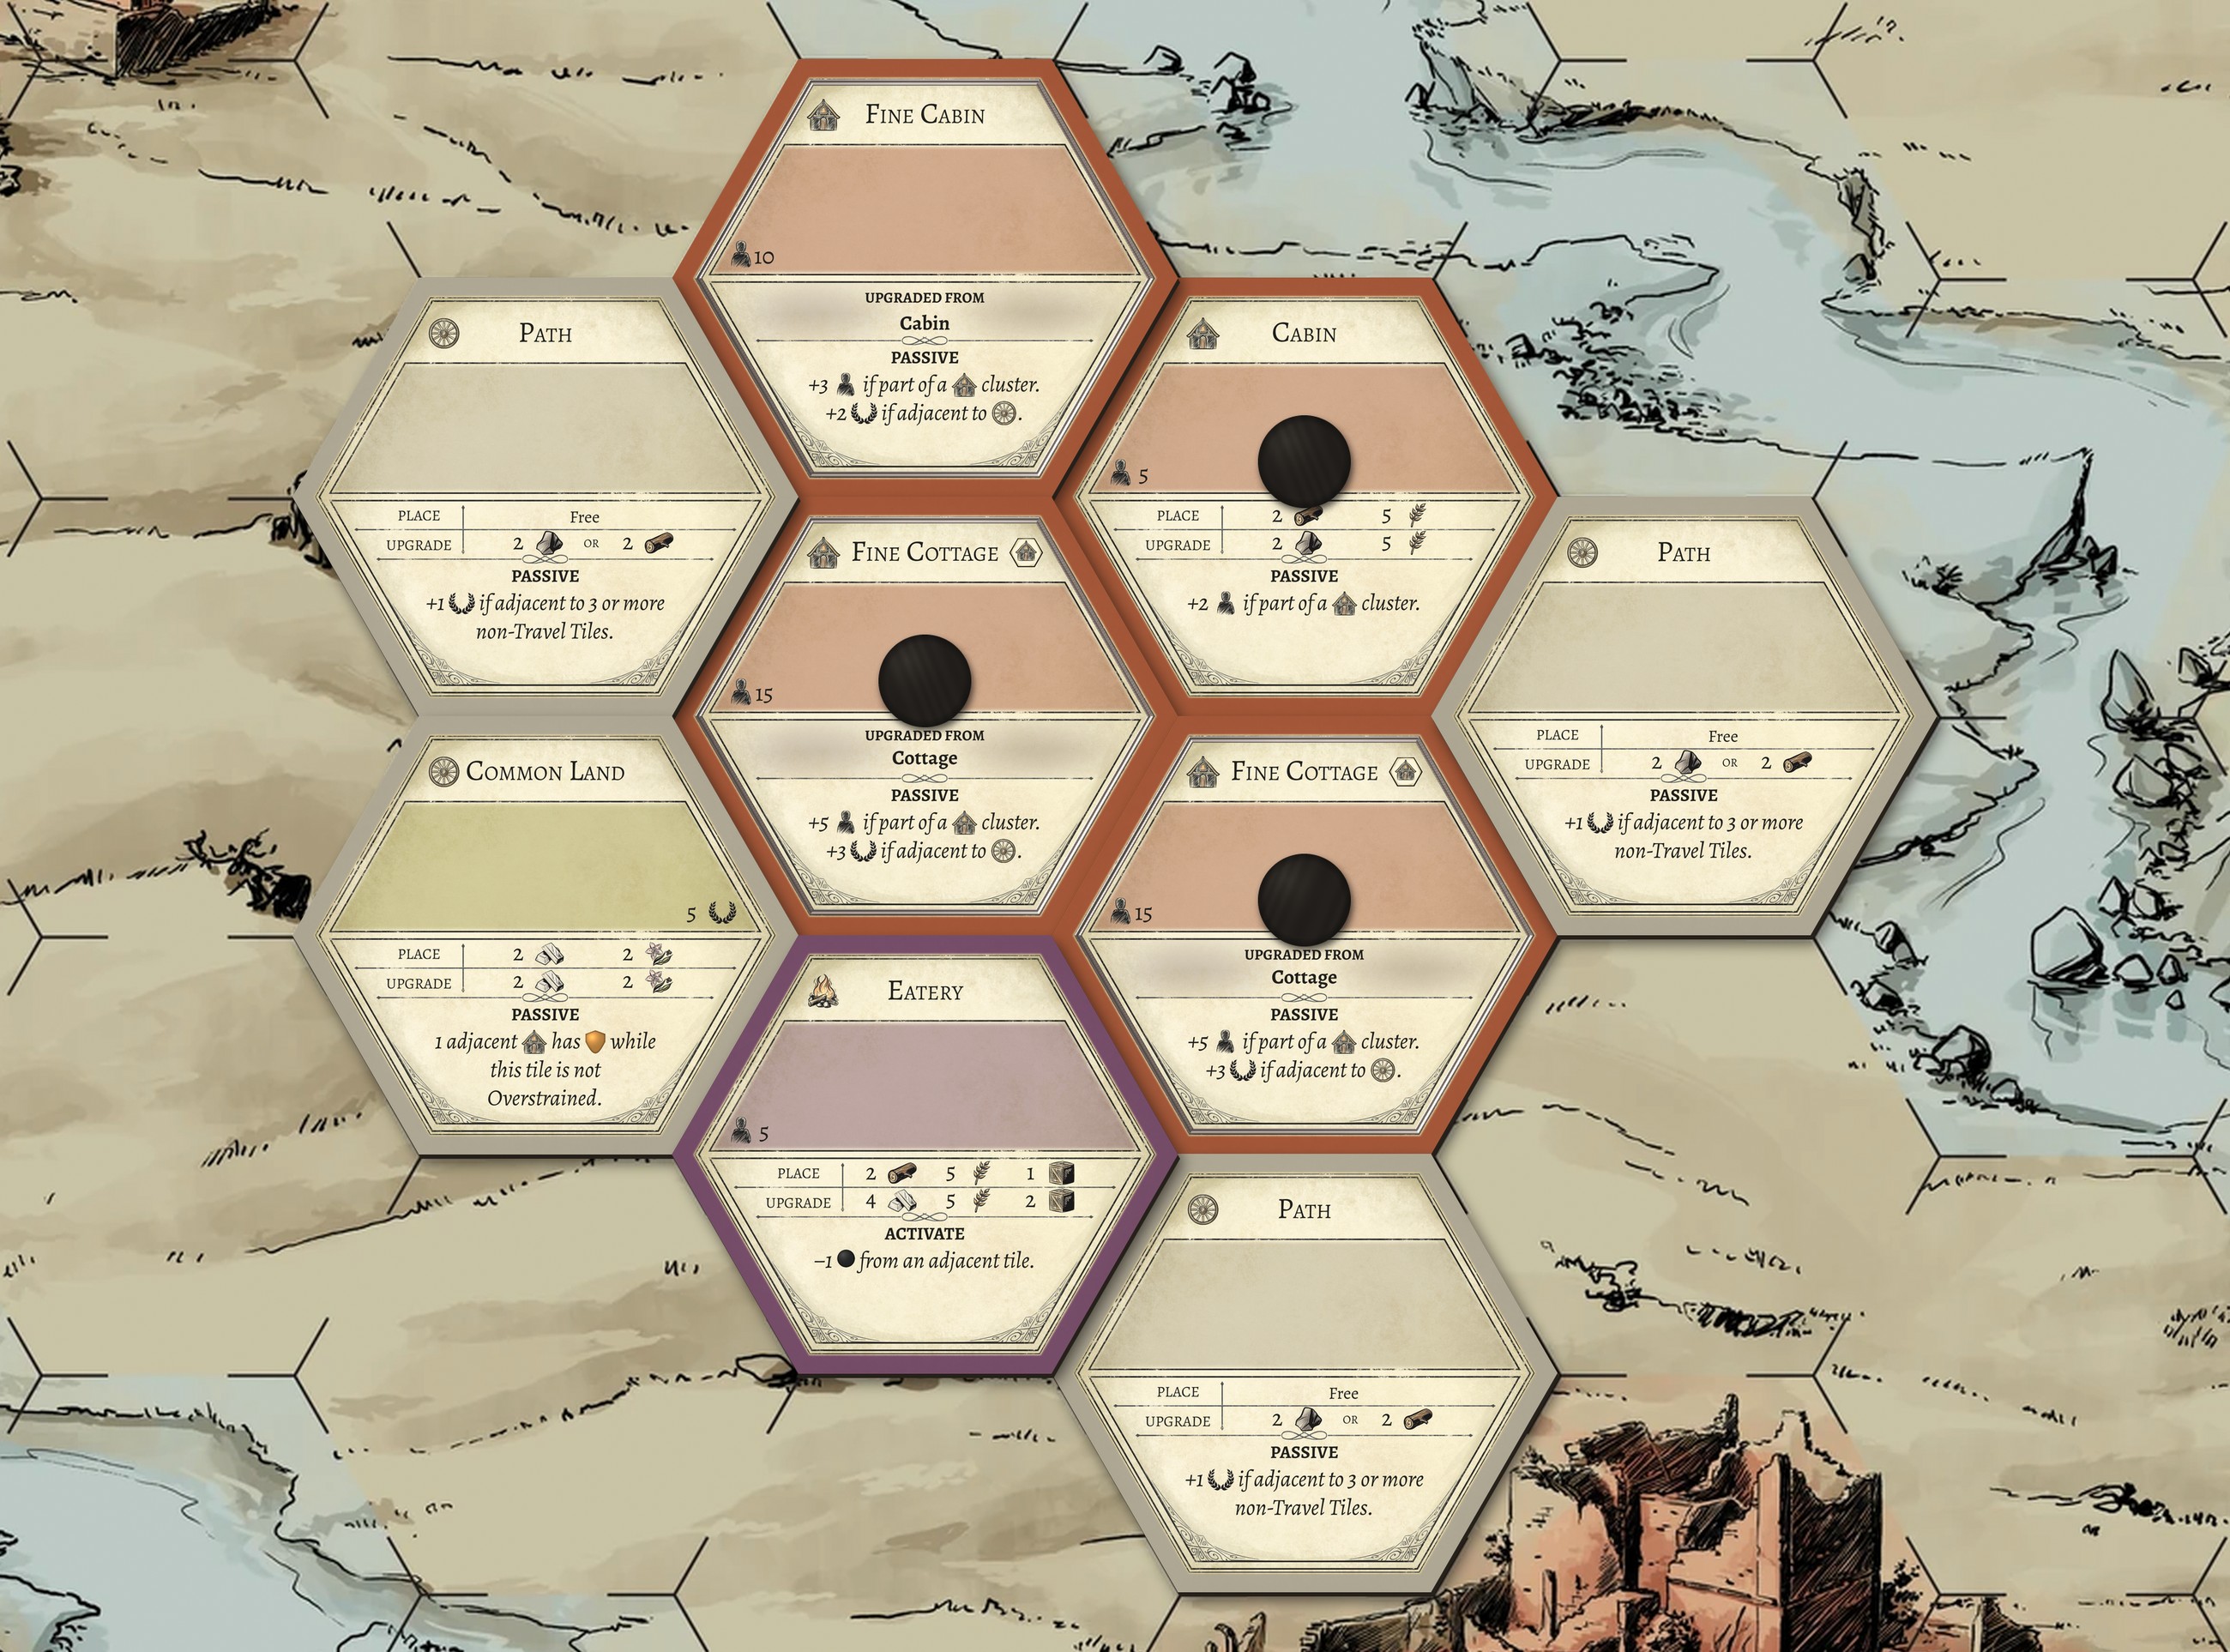 FINE CABIN
10
UPGRADED FROM
Cabin
PASSIVE
+3 if part of a cluster.
+2 if adjacent to .
PATH
PLACE Free
UPGRADE 2 OR 2
PASSIVE
+1 if adjacent to 3 or more
non-Travel Tiles.
CABIN
5
PLACE 2 5
UPGRADE 2 5
PASSIVE
+2 if part of a cluster.
FINE COTTAGE
15
UPGRADED FROM
Cottage
PASSIVE
+5 if part of a cluster.
+3 if adjacent to .
PATH
PLACE Free
UPGRADE 2 OR 2
PASSIVE
+1 if adjacent to 3 or more
non-Travel Tiles.
COMMON LAND
5
PLACE 2 2
UPGRADE 2 2
PASSIVE
1 adjacent has while
this tile is not
Overstrained.
FINE COTTAGE
15
UPGRADED FROM
Cottage
PASSIVE
+5 if part of a cluster.
+3 if adjacent to .
EATERY
5
PLACE 2 5 1
UPGRADE 4 5 2
ACTIVATE
−1 from an adjacent tile.
PATH
PLACE Free
UPGRADE 2 OR 2
PASSIVE
+1 if adjacent to 3 or more
non-Travel Tiles.